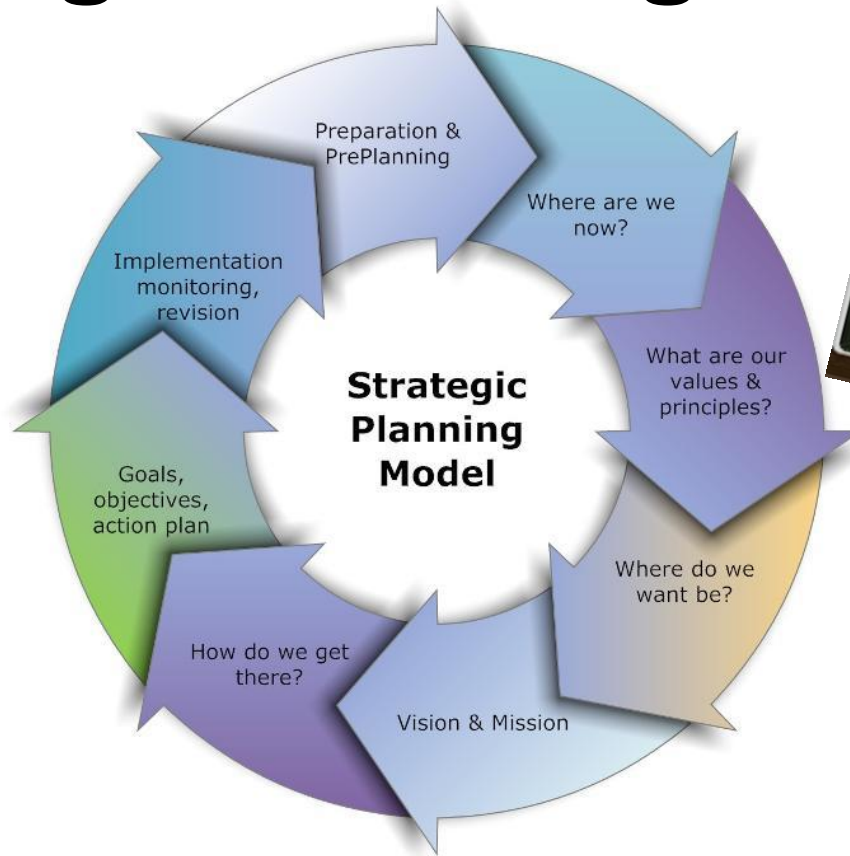 Preparation &
PrePlanning
Where are we
now?
What are our
values &
principles?
Where do we
want be?
Vision & Mission
How do we get
there?
Goals,
objectives,
action plan
Implementation
monitoring,
revision
Strategic
Planning
Model